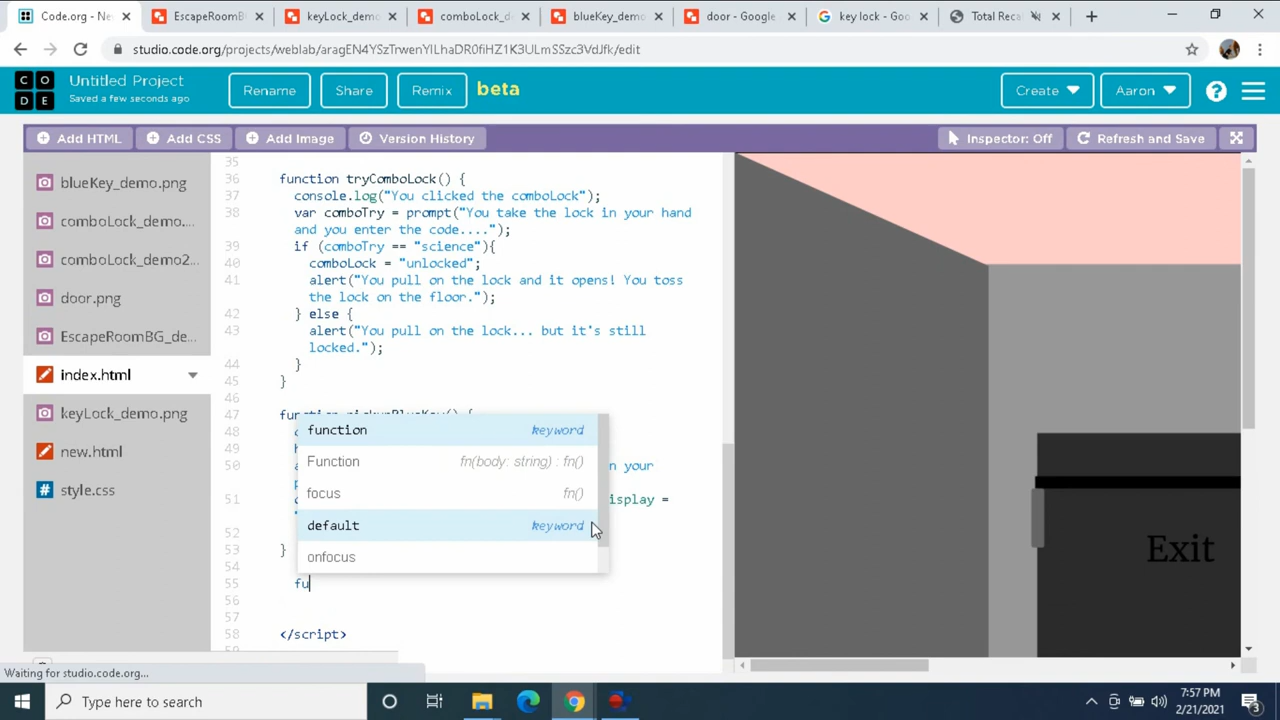 Code.org - Ne
EscapeRoomB
keyLock_demo
comboLock_d
blueKey_demo
door - Google
key lock - Goo
Total Reca
studio.code.org/projects/weblab/aragEN4YSzTrwenYILhaDR0fiHZ1K3ULmSSzc3VdJfk/edit
C O
D E
Untitled Project
Saved a few seconds ago
Rename
Share
Remix
beta
Create
Aaron
Add HTML
Add CSS
Add Image
Version History
Inspector: Off
Refresh and Save
blueKey_demo.png
comboLock_demo....
comboLock_demo2...
door.png
EscapeRoomBG_de...
index.html
keyLock_demo.png
new.html
style.css
35
36 function tryComboLock() {
37 console.log("You clicked the comboLock");
38 var comboTry = prompt("You take the lock in your hand
and you enter the code....");
39 if (comboTry == "science"){
40 comboLock = "unlocked";
41 alert("You pull on the lock and it opens! You toss
the lock on the floor.");
42 } else {
43 alert("You pull on the lock... but it's still
locked.");
44 }
45 }
46
47 function pickupBlueKey() {
48
49
50 n your
51 isplay =
52
53 }
54
55 fu
56
57
58 </script>
function keyword
Function fn(body: string) : fn()
focus fn()
default keyword
onfocus
Exit
Waiting for studio.code.org...
Type here to search
7:57 PM
2/21/2021
3